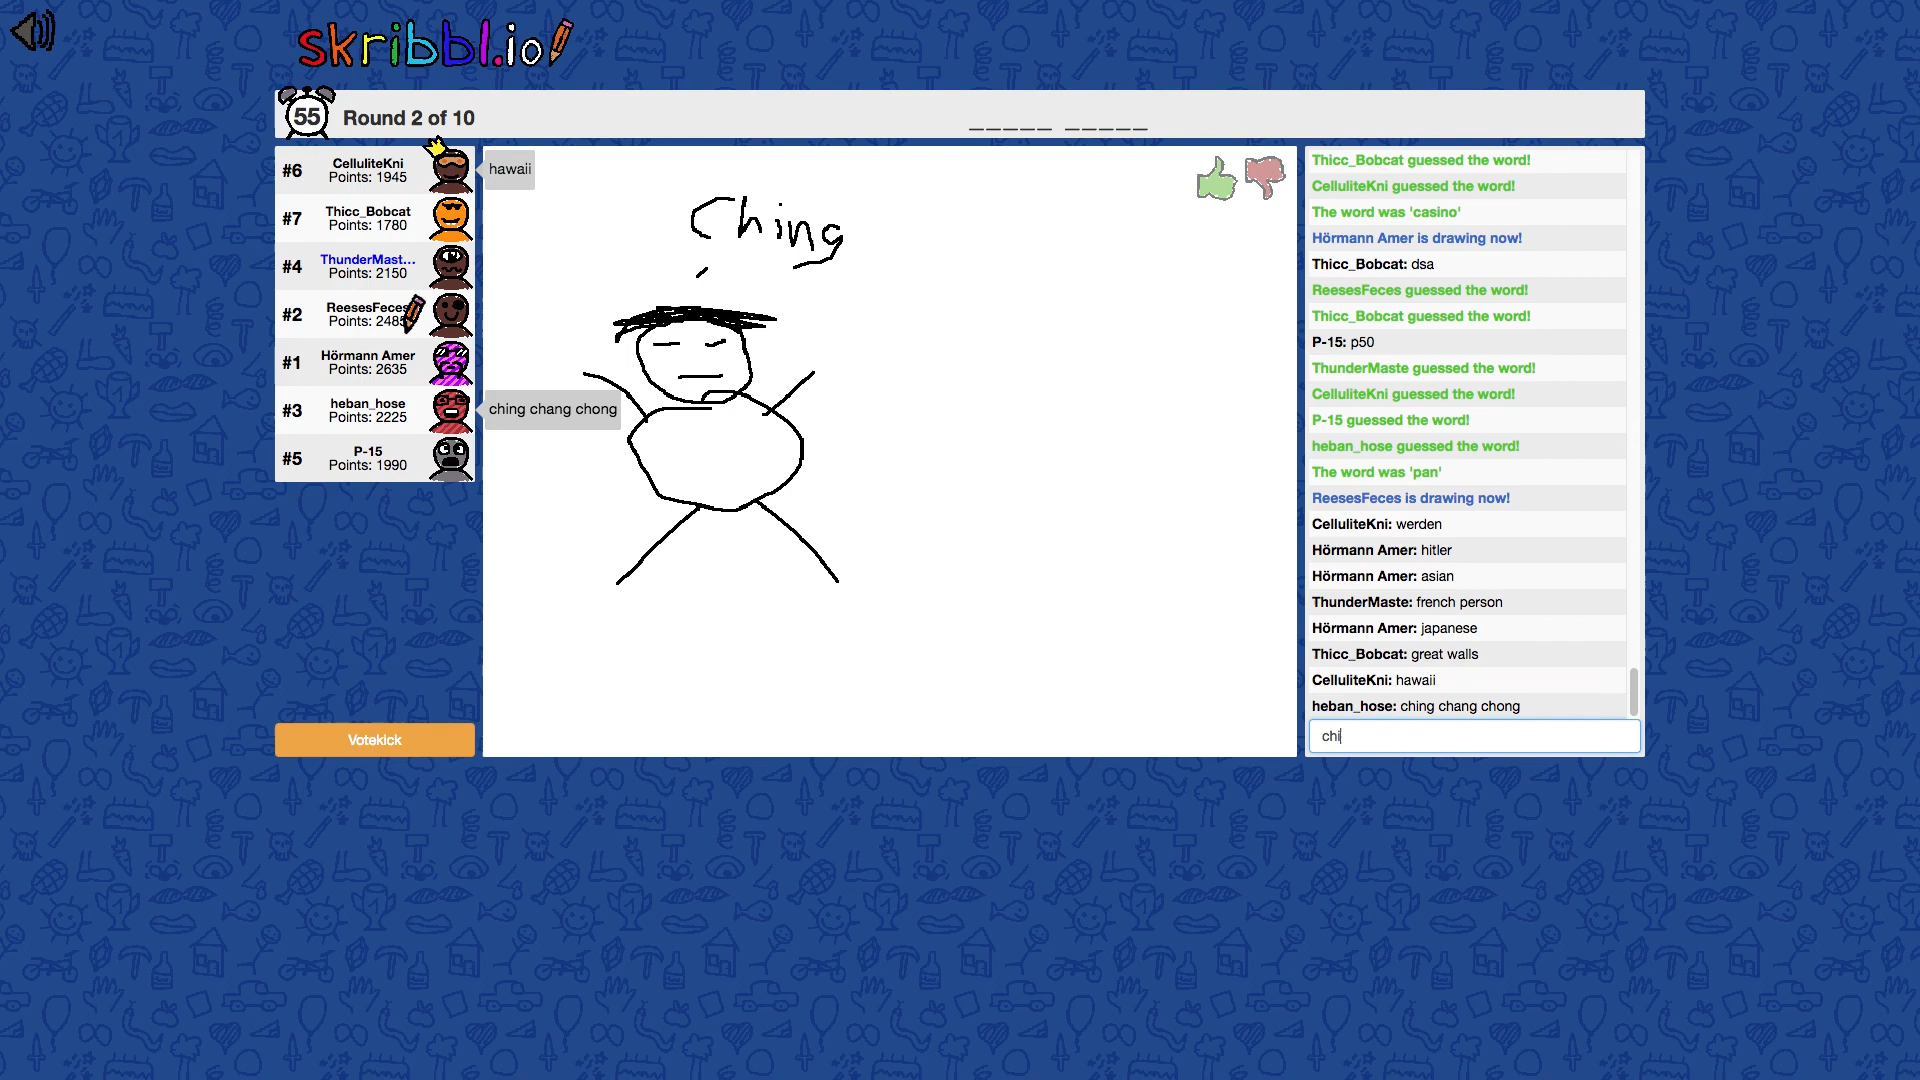 skribbl.io
55
Round 2 of 10
_____ _____
#6
CelluliteKni
Points: 1945
hawaii
#7
Thicc_Bobcat
Points: 1780
#4
ThunderMast...
Points: 2150
#2
ReesesFeces
Points: 2485
#1
Hörmann Amer
Points: 2635
#3
heban_hose
Points: 2225
ching chang chong
#5
P-15
Points: 1990
Votekick
Ching
Thicc_Bobcat guessed the word!
CelluliteKni guessed the word!
The word was 'casino'
Hörmann Amer is drawing now!
Thicc_Bobcat: dsa
ReesesFeces guessed the word!
Thicc_Bobcat guessed the word!
P-15: p50
ThunderMaste guessed the word!
CelluliteKni guessed the word!
P-15 guessed the word!
heban_hose guessed the word!
The word was 'pan'
ReesesFeces is drawing now!
CelluliteKni: werden
Hörmann Amer: hitler
Hörmann Amer: asian
ThunderMaste: french person
Hörmann Amer: japanese
Thicc_Bobcat: great walls
CelluliteKni: hawaii
heban_hose: ching chang chong
chi